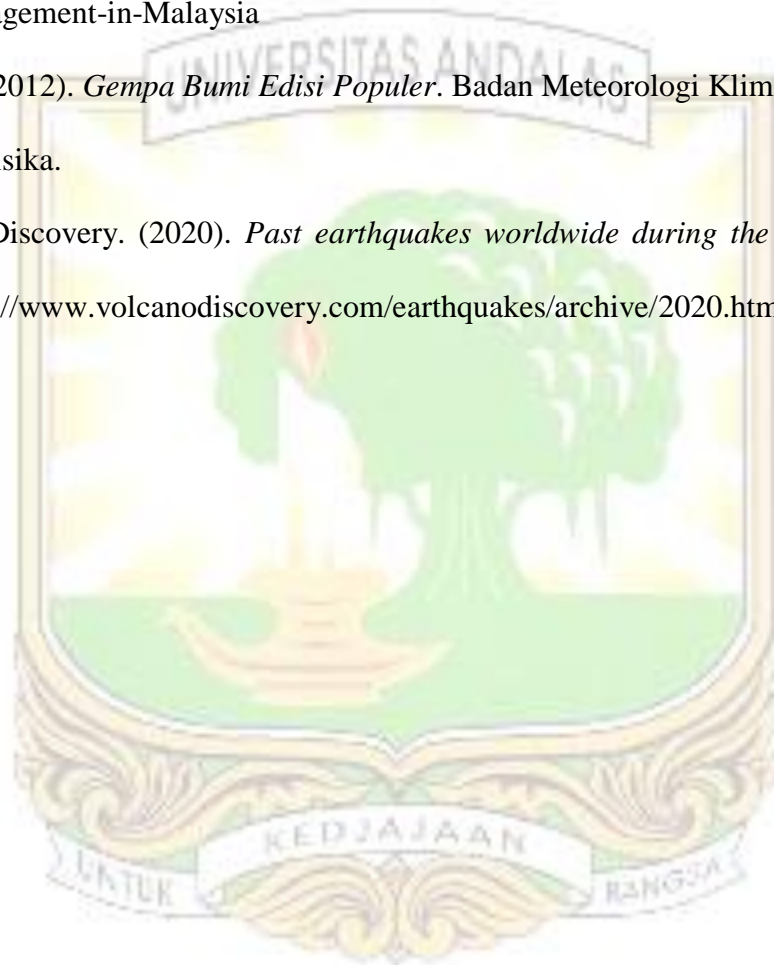 agement-in-Malaysia
UNIVERSITAS ANDALAS
2012). Gempa Bumi Edisi Populer. Badan Meteorologi Klim
sika.
Discovery. (2020). Past earthquakes worldwide during the
//www.volcanodiscovery.com/earthquakes/archive/2020.htm
KEDJAJAAN
UNTUK BANGSA